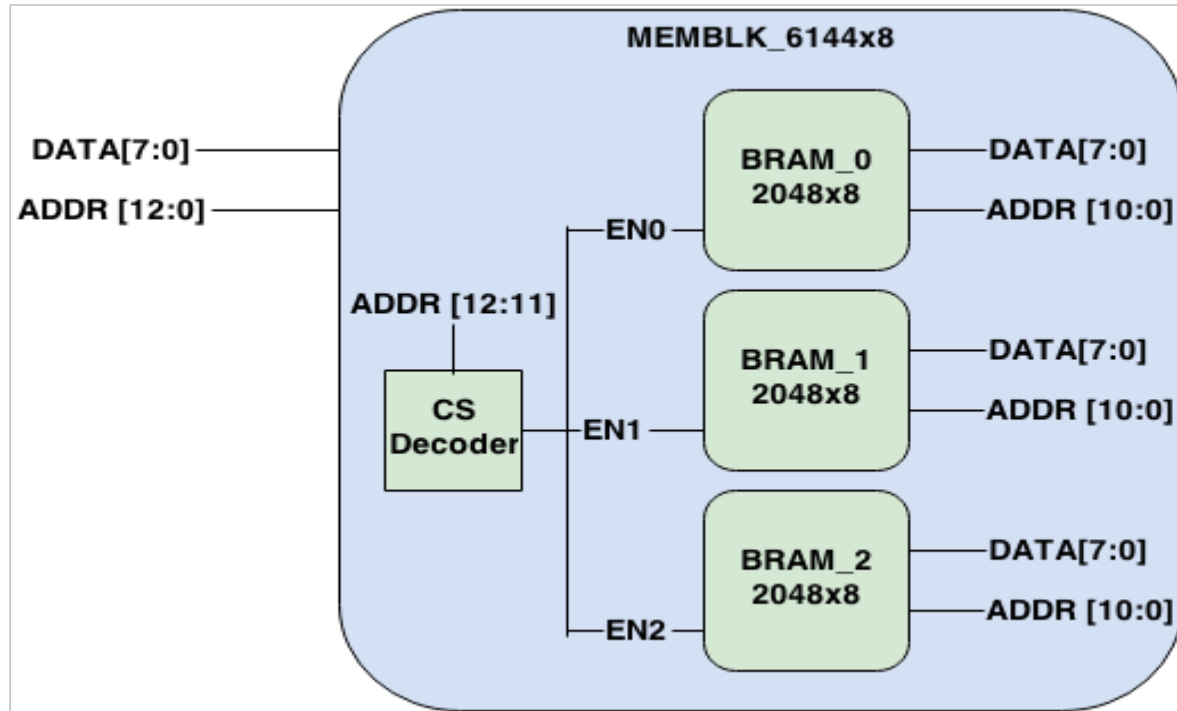 MEMBLK_6144x8
DATA[7:0]
ADDR [12:0]
BRAM_0
2048x8
DATA[7:0]
ADDR [10:0]
EN0
ADDR [12:11]
CS
Decoder
EN1
BRAM_1
2048x8
DATA[7:0]
ADDR [10:0]
BRAM_2
2048x8
DATA[7:0]
ADDR [10:0]
EN2